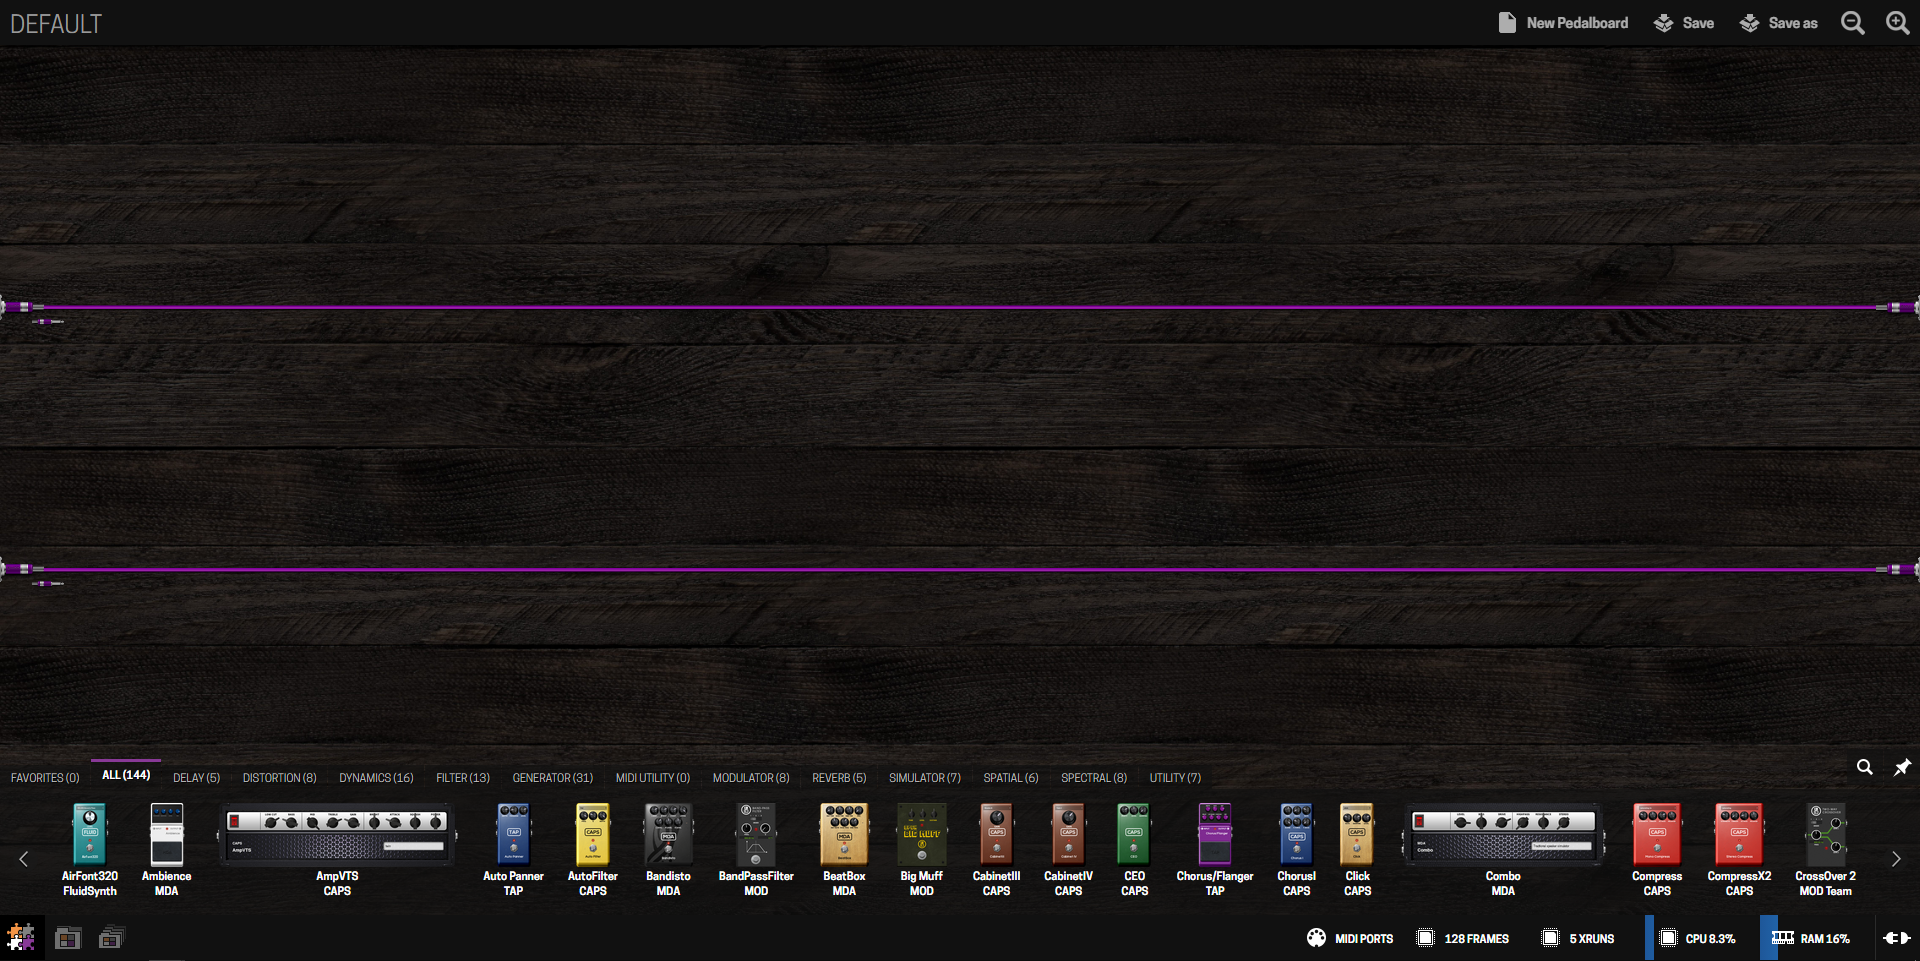 DEFAULT
New Pedalboard
Save
Save as
FAVORITES (0)
ALL (144)
DELAY (5)
DISTORTION (8)
DYNAMICS (16)
FILTER (13)
GENERATOR (31)
MIDI UTILITY (0)
MODULATOR (8)
REVERB (5)
SIMULATOR (7)
SPATIAL (6)
SPECTRAL (8)
UTILITY (7)
AirFont320
FluidSynth
Ambience
MDA
AmpVTS
CAPS
Auto Panner
TAP
AutoFilter
CAPS
Bandisto
MDA
BandPassFilter
MOD
BeatBox
MDA
Big Muff
MOD
CabinetIII
CAPS
CabinetIV
CAPS
CEO
CAPS
Chorus/Flanger
TAP
ChorusI
CAPS
Click
CAPS
Combo
MDA
Compress
CAPS
CompressX2
CAPS
CrossOver 2
MOD Team
MIDI PORTS
128 FRAMES
5 XRUNS
CPU 8.3%
RAM 16%